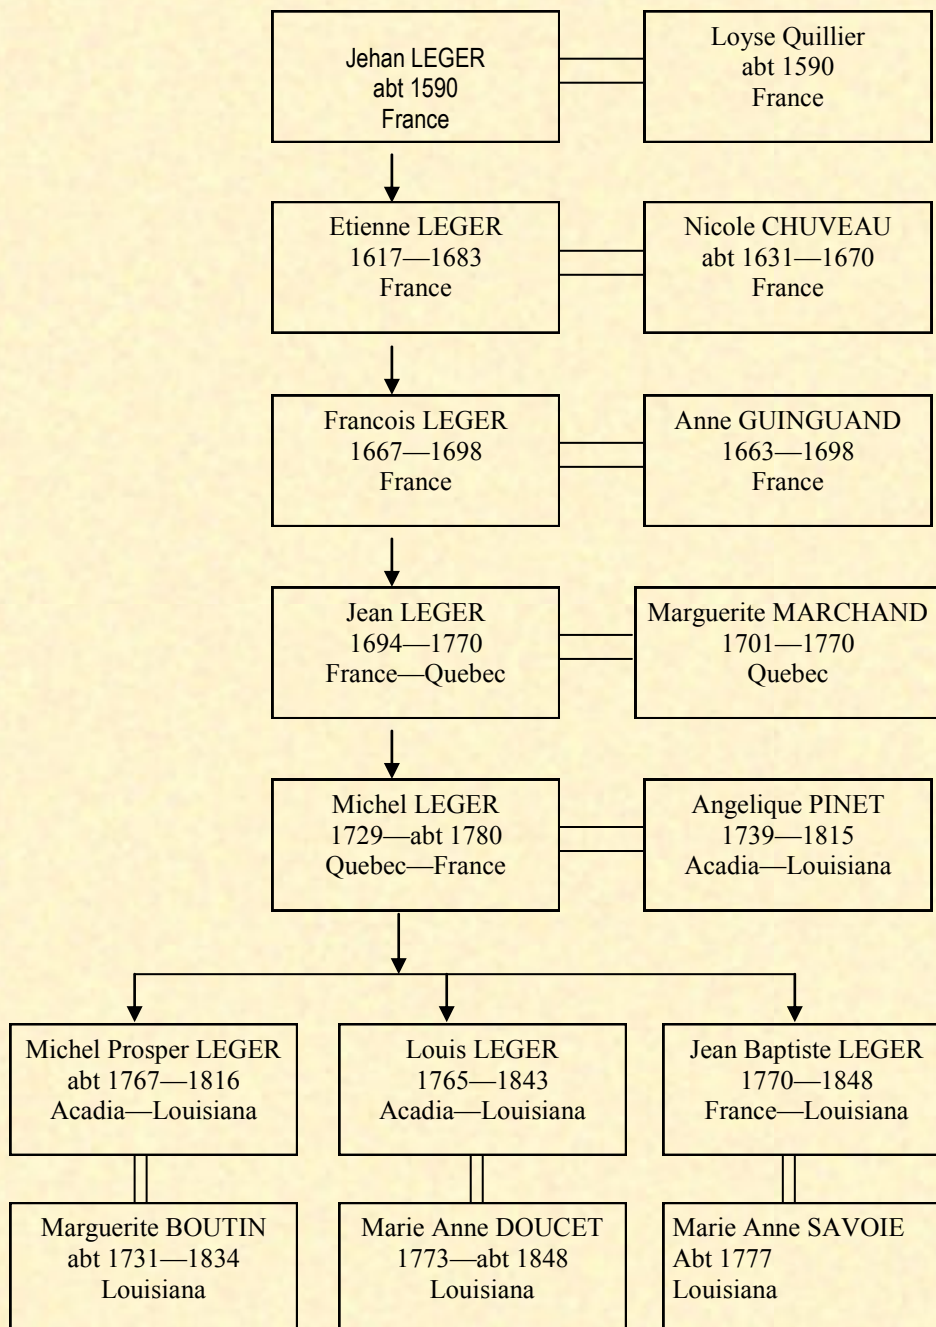 Jehan LEGER
abt 1590
France
Loyse Quillier
abt 1590
France
Etienne LEGER
1617—1683
France
Nicole CHUVEAU
abt 1631—1670
France
Francois LEGER
1667—1698
France
Anne GUINGUAND
1663—1698
France
Jean LEGER
1694—1770
France—Quebec
Marguerite MARCHAND
1701—1770
Quebec
Michel LEGER
1729—abt 1780
Quebec—France
Angelique PINET
1739—1815
Acadia—Louisiana
Michel Prosper LEGER
abt 1767—1816
Acadia—Louisiana
Louis LEGER
1765—1843
Acadia—Louisiana
Jean Baptiste LEGER
1770—1848
France—Louisiana
Marguerite BOUTIN
abt 1731—1834
Louisiana
Marie Anne DOUCET
1773—abt 1848
Louisiana
Marie Anne SAVOIE
Abt 1777
Louisiana